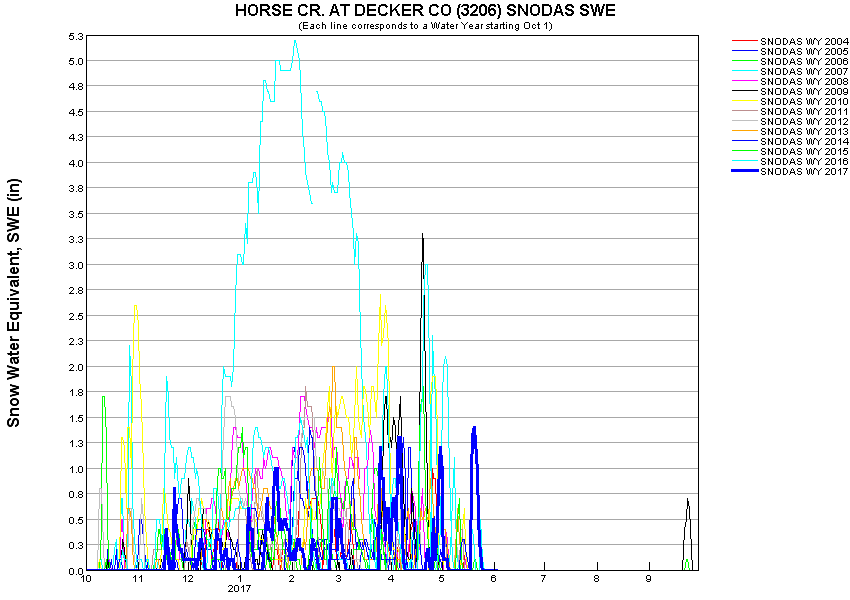 HORSE CR. AT DECKER CO (3206) SNODAS SWE
(Each line corresponds to a Water Year starting Oct 1)
Snow Water Equivalent, SWE (in)
5.3
5.0
4.8
4.5
4.3
4.0
3.8
3.5
3.3
3.0
2.8
2.5
2.3
2.0
1.8
1.5
1.3
1.0
0.8
0.5
0.3
0.0
10 11 12 1 2 3 4 5 6 7 8 9
2017
SNODAS WY 2004
SNODAS WY 2005
SNODAS WY 2006
SNODAS WY 2007
SNODAS WY 2008
SNODAS WY 2009
SNODAS WY 2010
SNODAS WY 2011
SNODAS WY 2012
SNODAS WY 2013
SNODAS WY 2014
SNODAS WY 2015
SNODAS WY 2016
SNODAS WY 2017